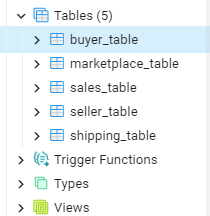 Tables (5)
buyer_table
marketplace_table
sales_table
seller_table
shipping_table
Trigger Functions
Types
Views